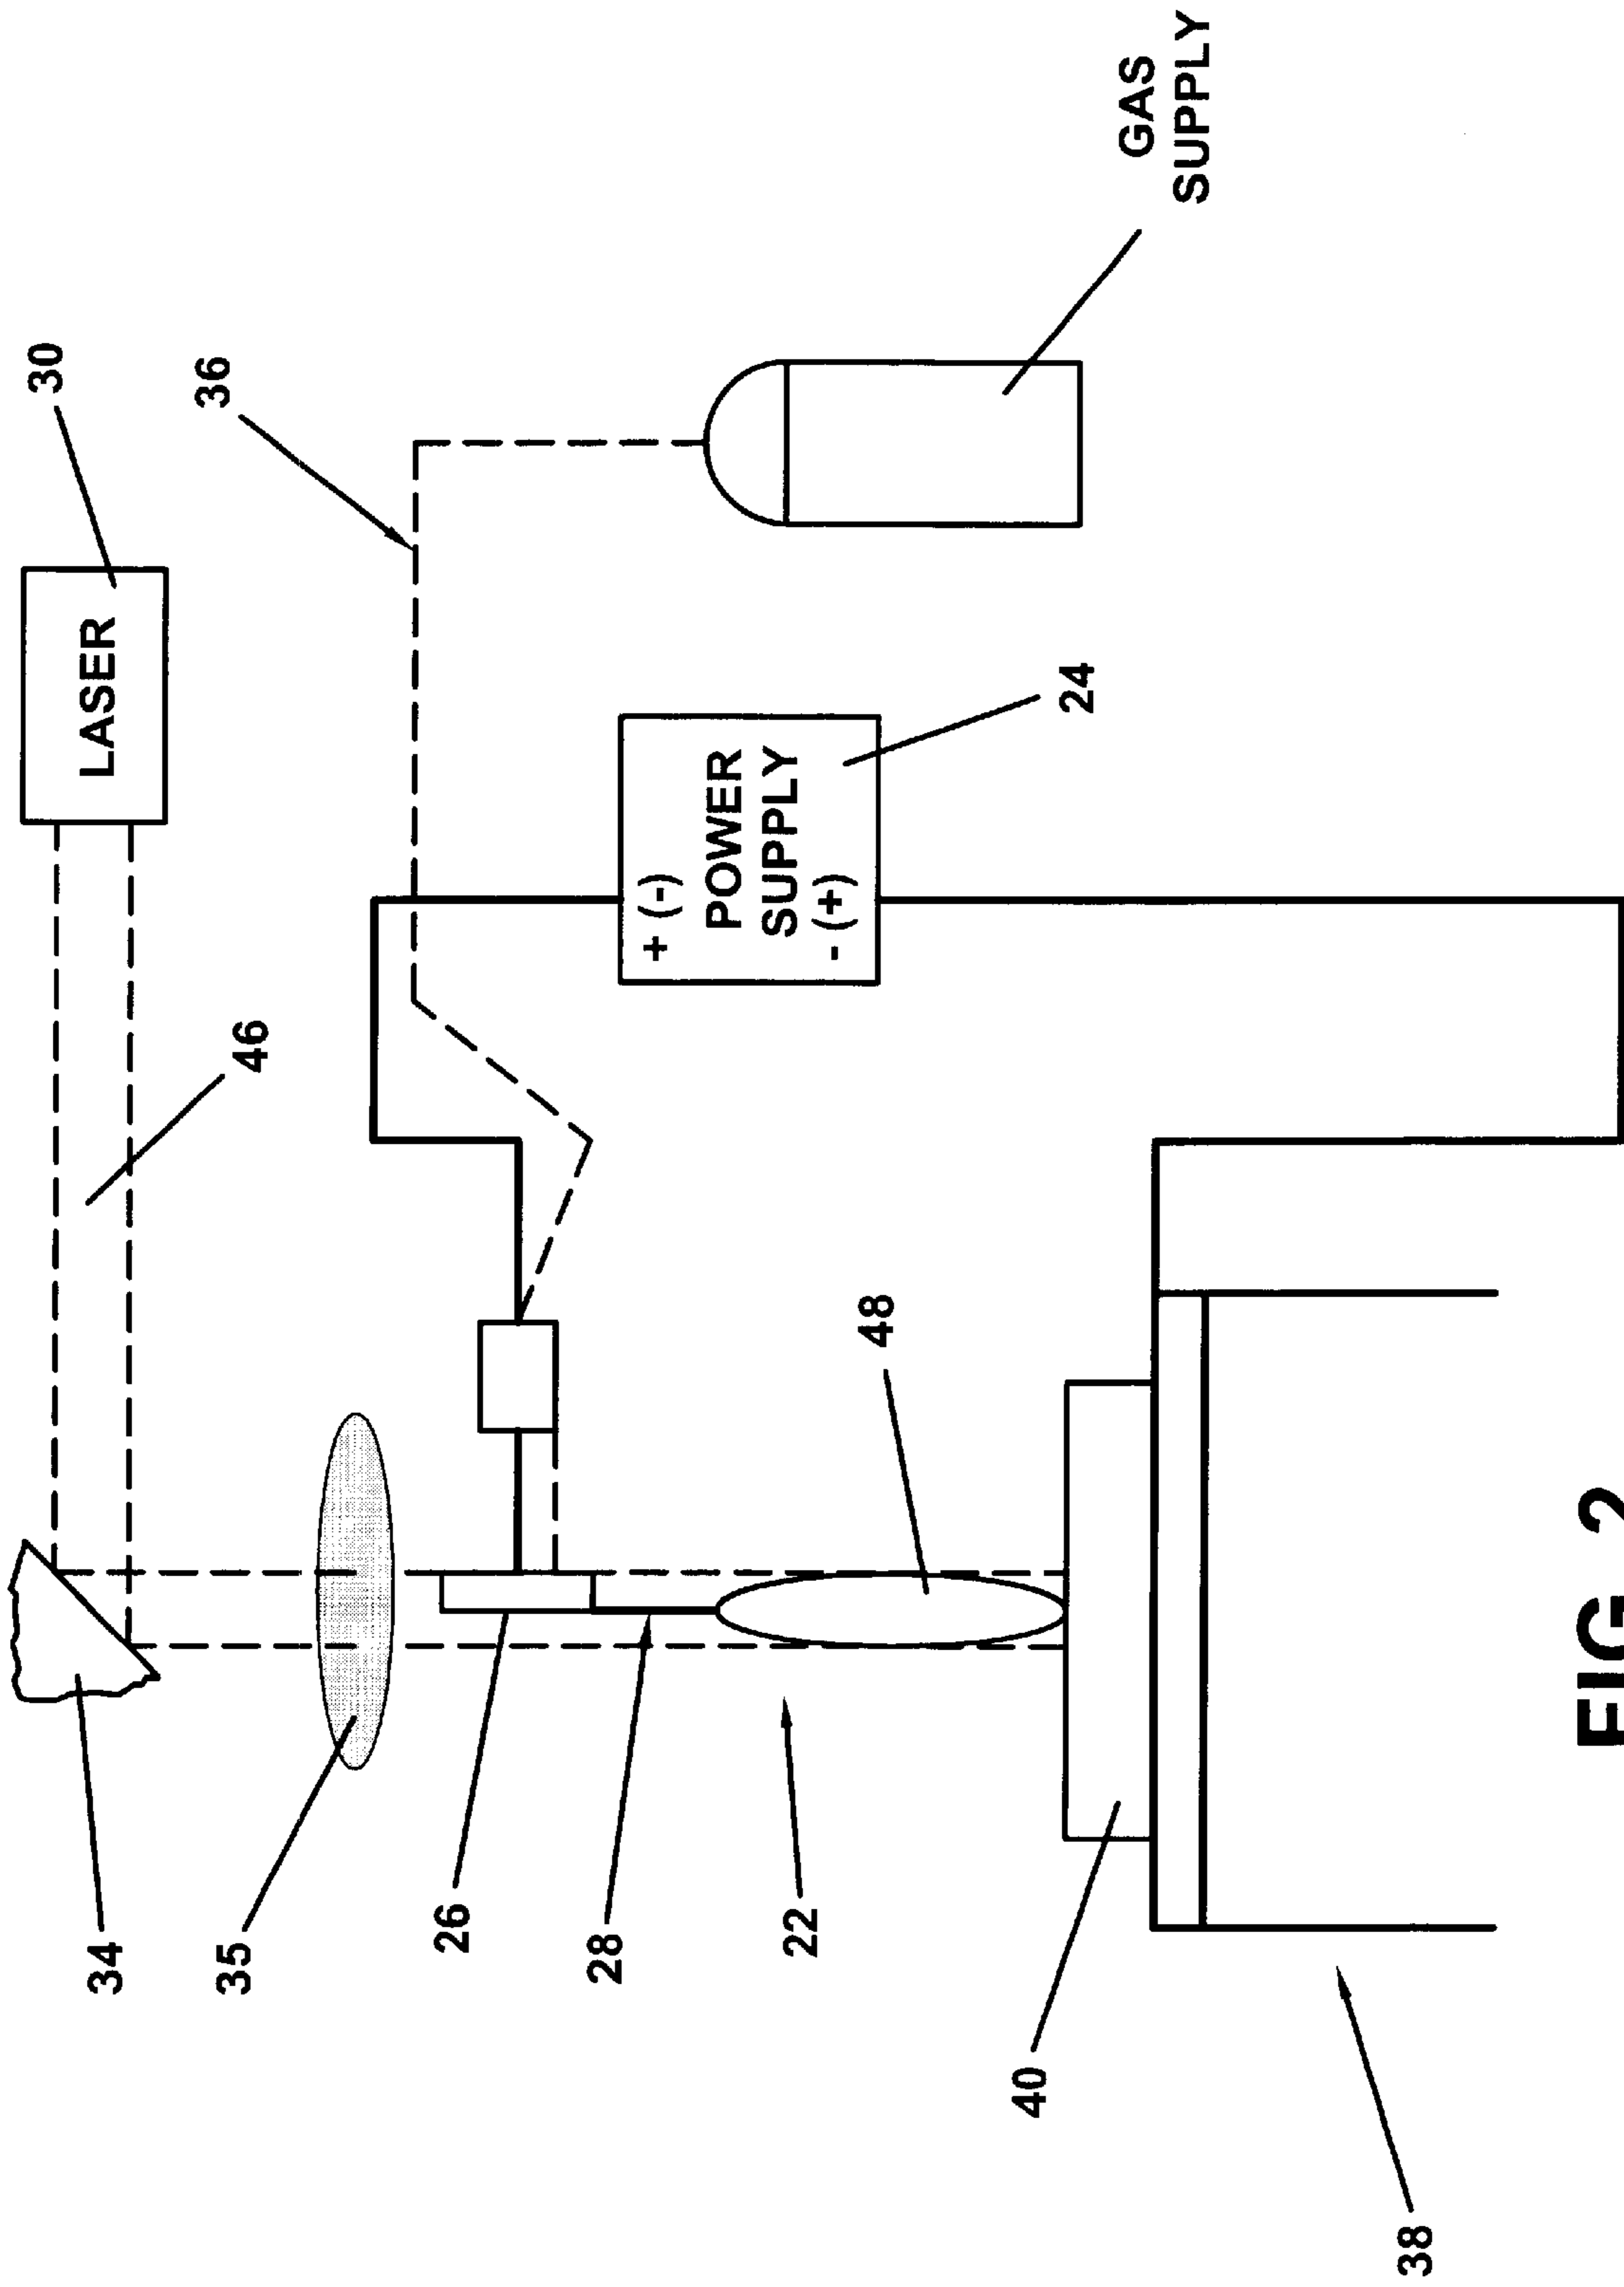 30
LASER
36
GAS
SUPPLY
46
+ (-)
POWER
SUPPLY
- (+)
24
48
34
35
26
28
22
40
38
FIG. 2